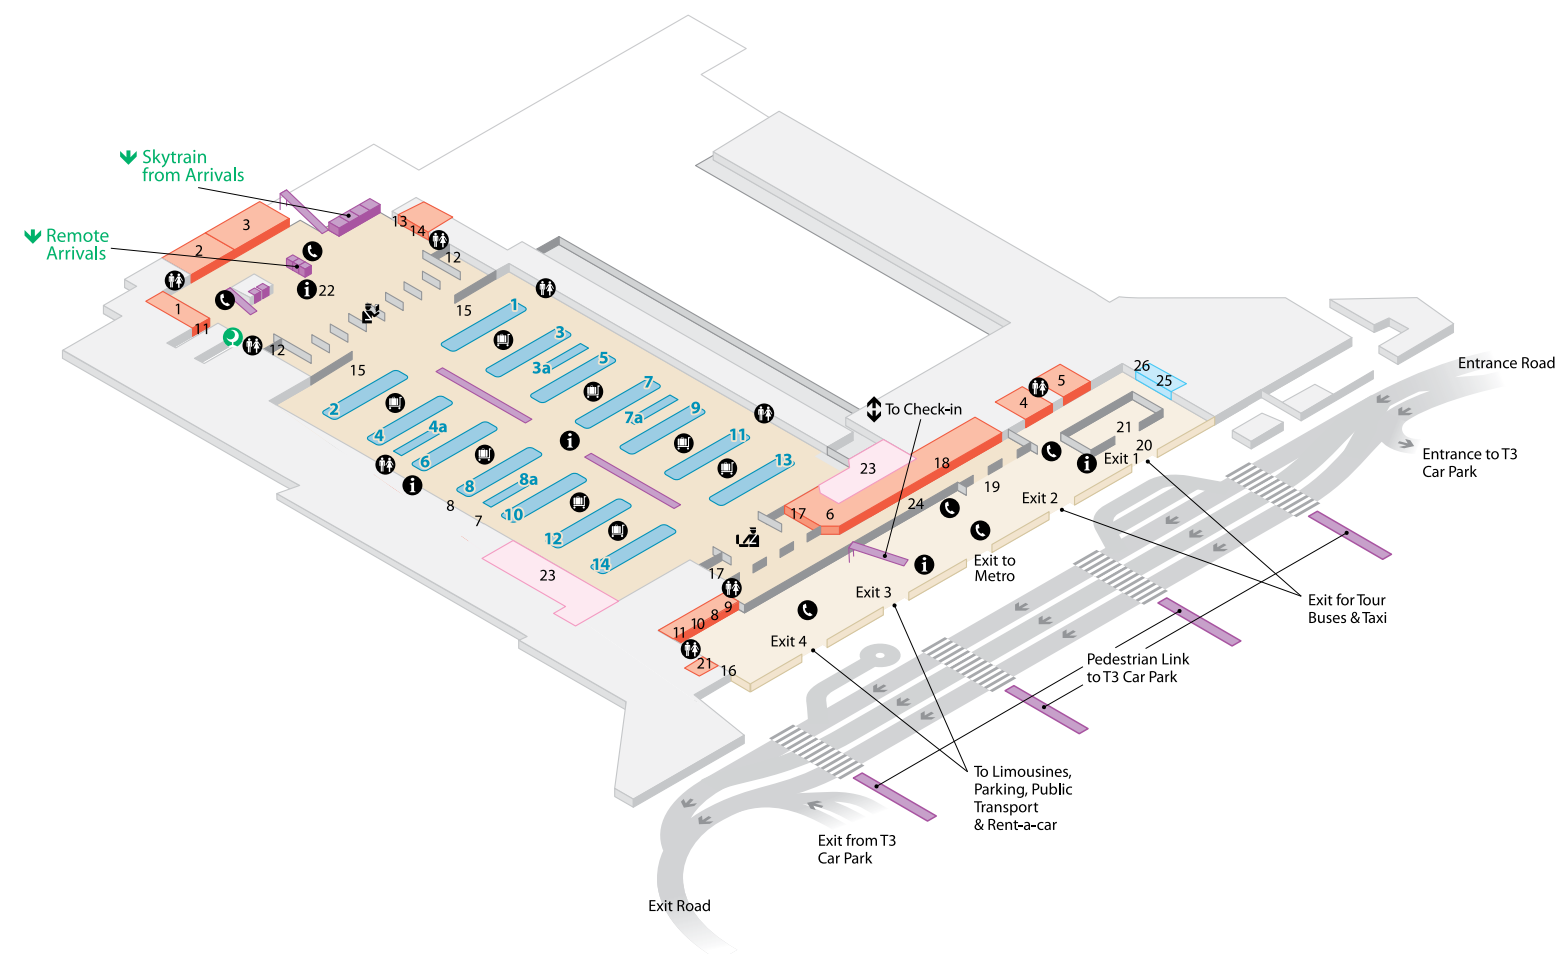 Skytrain
from Arrivals
Remote
Arrivals
3
2
13
14
12
22
1
11
12
15
15
1
3
3a
5
7
7a
9
11
13
2
4
4a
6
8
8a
10
12
14
8
7
23
To Check-in
23
18
17
6
24
19
4
5
26
25
21
20
Exit 1
Exit 2
Exit to
Metro
Exit 3
Exit 4
17
9
8
10
11
21
16
Entrance Road
Entrance to T3
Car Park
Exit for Tour
Buses & Taxi
Pedestrian Link
to T3 Car Park
To Limousines,
Parking, Public
Transport
& Rent-a-car
Exit from T3
Car Park
Exit Road